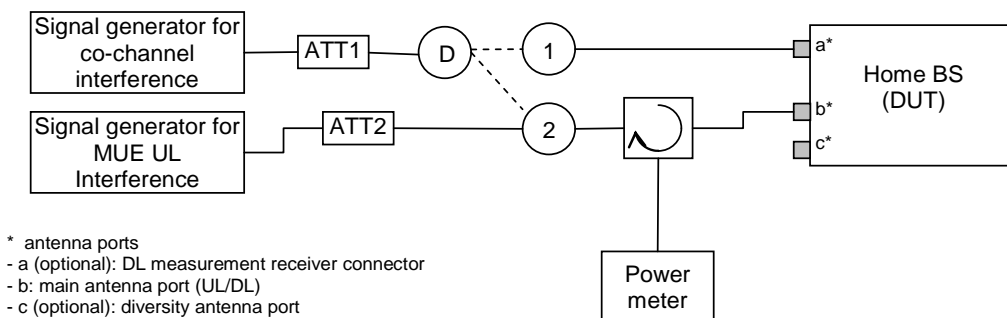 Signal generator for
co-channel
interference
ATT1
D
1
a*
Home BS
(DUT)
b*
c*
Signal generator for
MUE UL
Interference
ATT2
2
* antenna ports
- a (optional): DL measurement receiver connector
- b: main antenna port (UL/DL)
- c (optional): diversity antenna port
Power
meter